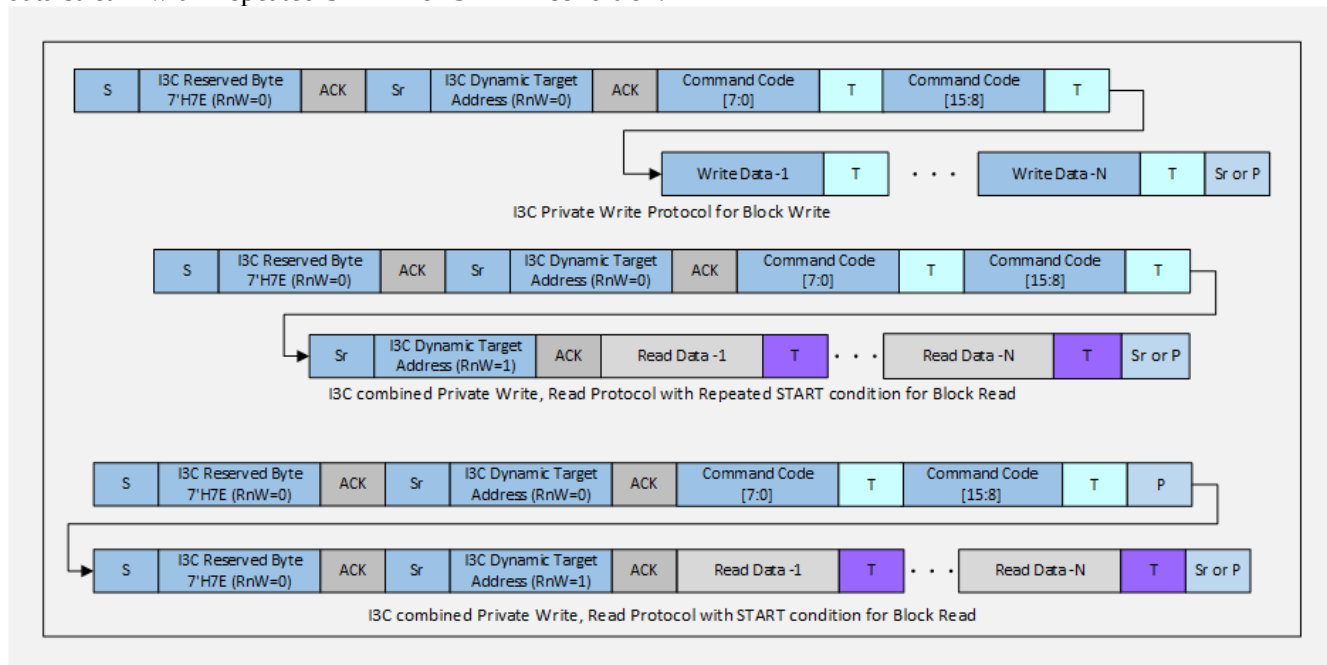 S
I3C Reserved Byte
7'H7E (RnW=0)
ACK
Sr
I3C Dynamic Target
Address (RnW=0)
ACK
Command Code
[7:0]
T
Command Code
[15:8]
T
Write Data -1
T
. . .
Write Data -N
T
Sr or P
I3C Private Write Protocol for Block Write
S
I3C Reserved Byte
7'H7E (RnW=0)
ACK
Sr
I3C Dynamic Target
Address (RnW=0)
ACK
Command Code
[7:0]
T
Command Code
[15:8]
T
Sr
I3C Dynamic Target
Address (RnW=1)
ACK
Read Data -1
T
. . .
Read Data -N
T
Sr or P
I3C combined Private Write, Read Protocol with Repeated START condition for Block Read
S
I3C Reserved Byte
7'H7E (RnW=0)
ACK
Sr
I3C Dynamic Target
Address (RnW=0)
ACK
Command Code
[7:0]
T
Command Code
[15:8]
T
P
S
I3C Reserved Byte
7'H7E (RnW=0)
ACK
Sr
I3C Dynamic Target
Address (RnW=1)
ACK
Read Data -1
T
. . .
Read Data -N
T
Sr or P
I3C combined Private Write, Read Protocol with START condition for Block Read